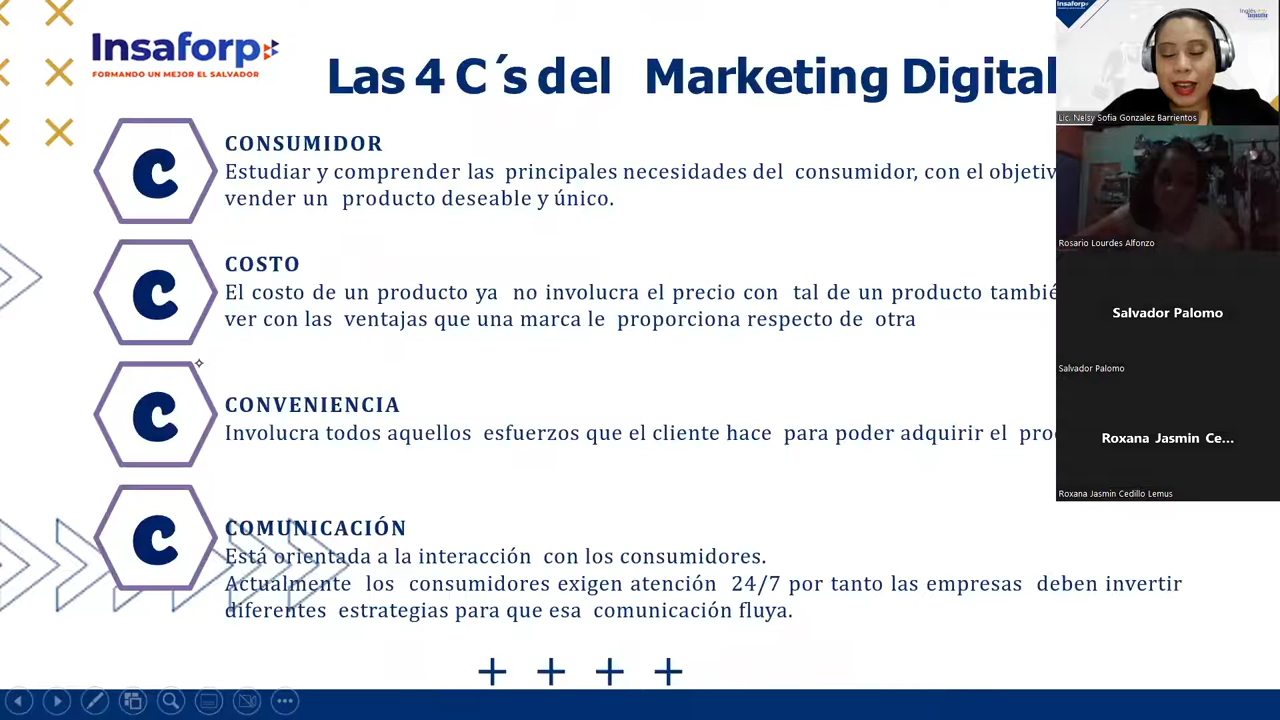 Insaforp
FORMANDO UN MEJOR EL SALVADOR
Las 4 C´s del Marketing Digital
C
CONSUMIDOR
Estudiar y comprender las principales necesidades del consumidor, con el
vender un producto deseable y único.
C
COSTO
El costo de un producto ya no involucra el precio con tal de un producto
ver con las ventajas que una marca le proporciona respecto de otra
C
CONVENIENCIA
Involucra todos aquellos esfuerzos que el cliente hace para poder adquirir el
C
COMUNICACIÓN
Está orientada a la interacción con los consumidores.
Actualmente los consumidores exigen atención 24/7 por tanto las empresas deben invertir
diferentes estrategias para que esa comunicación fluya.
Insaforp
Lic. Nelsy Sofia Gonzalez Barrientos
Rosario Lourdes Alfonzo
Salvador Palomo
Salvador Palomo
Roxana Jasmin Ce...
Roxana Jasmin Cedillo Lemus